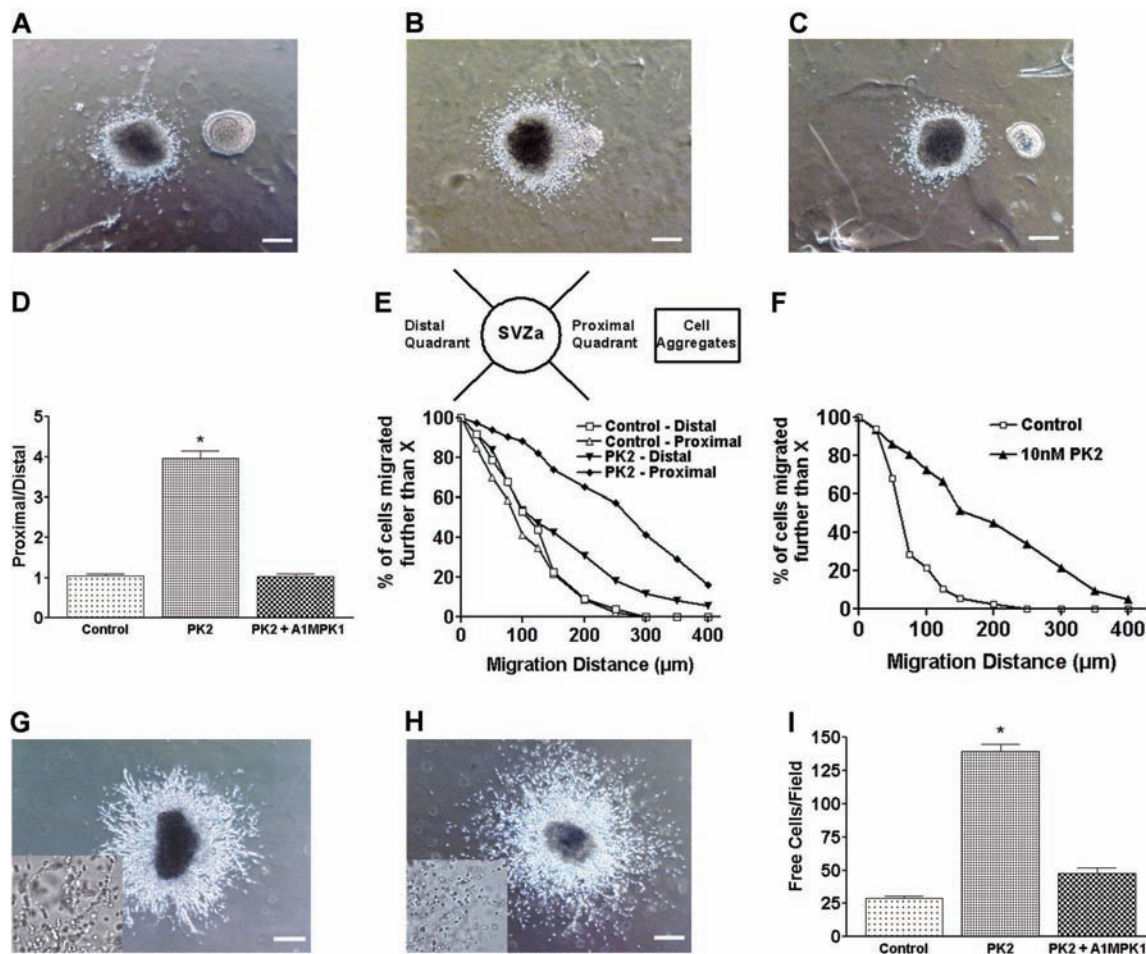 A
B
C
D
Proximal/Distal
5
4
3
2
1
0
*
Control
PK2
PK2 + A1MPK1
E
Distal
Quadrant
SVZa
Proximal
Quadrant
Cell
Aggregates
% of cells migrated
further than X
100
80
60
40
20
0
Control - Distal
Control - Proximal
PK2 - Distal
PK2 - Proximal
0
100
200
300
400
Migration Distance (µm)
F
% of cells migrated
further than X
100
80
60
40
20
0
Control
10nM PK2
0
100
200
300
400
Migration Distance (µm)
G
H
I
Free Cells/Field
150
125
100
75
50
25
0
*
Control
PK2
PK2 + A1MPK1